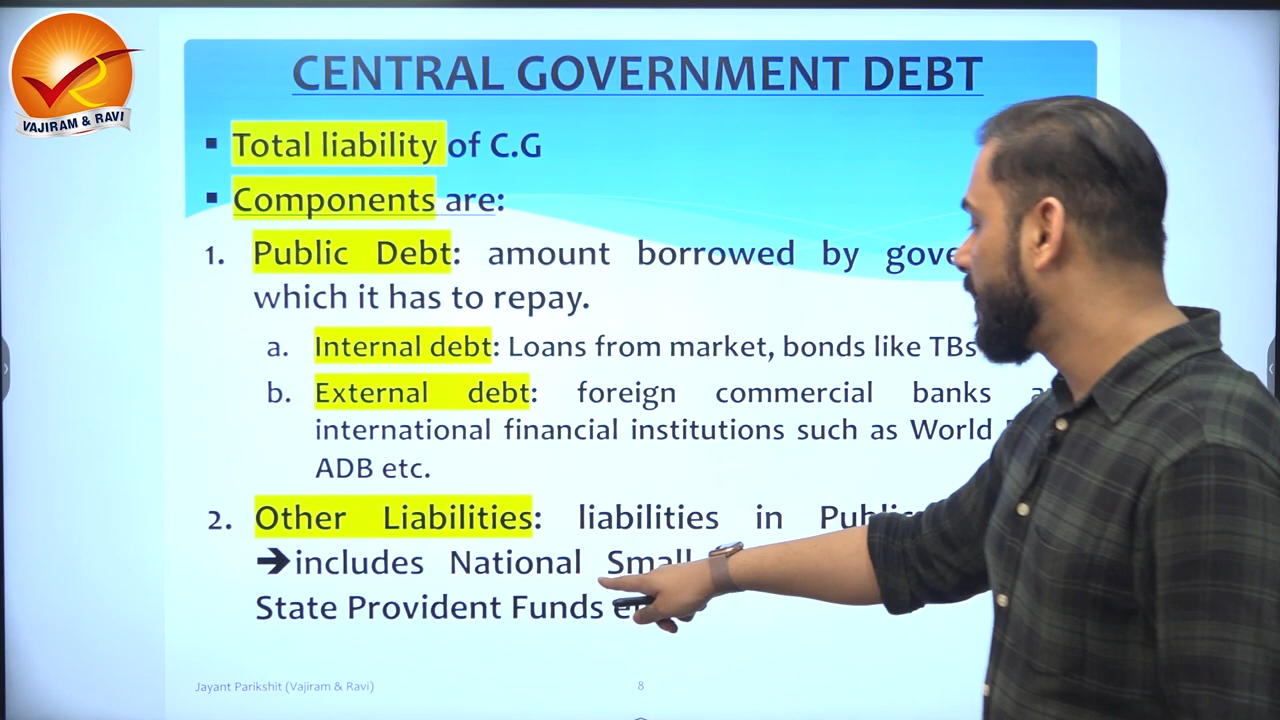 VAJIRAM & RAVI
CENTRAL GOVERNMENT DEBT
▪ Total liability of C.G
▪ Components are:
1. Public Debt: amount borrowed by
which it has to repay.
a. Internal debt: Loans from market, bonds like TBs
b. External debt: foreign commercial banks
international financial institutions such as World
ADB etc.
2. Other Liabilities: liabilities in
➔includes National
State Provident Funds
Jayant Parikshit (Vajiram & Ravi)
8